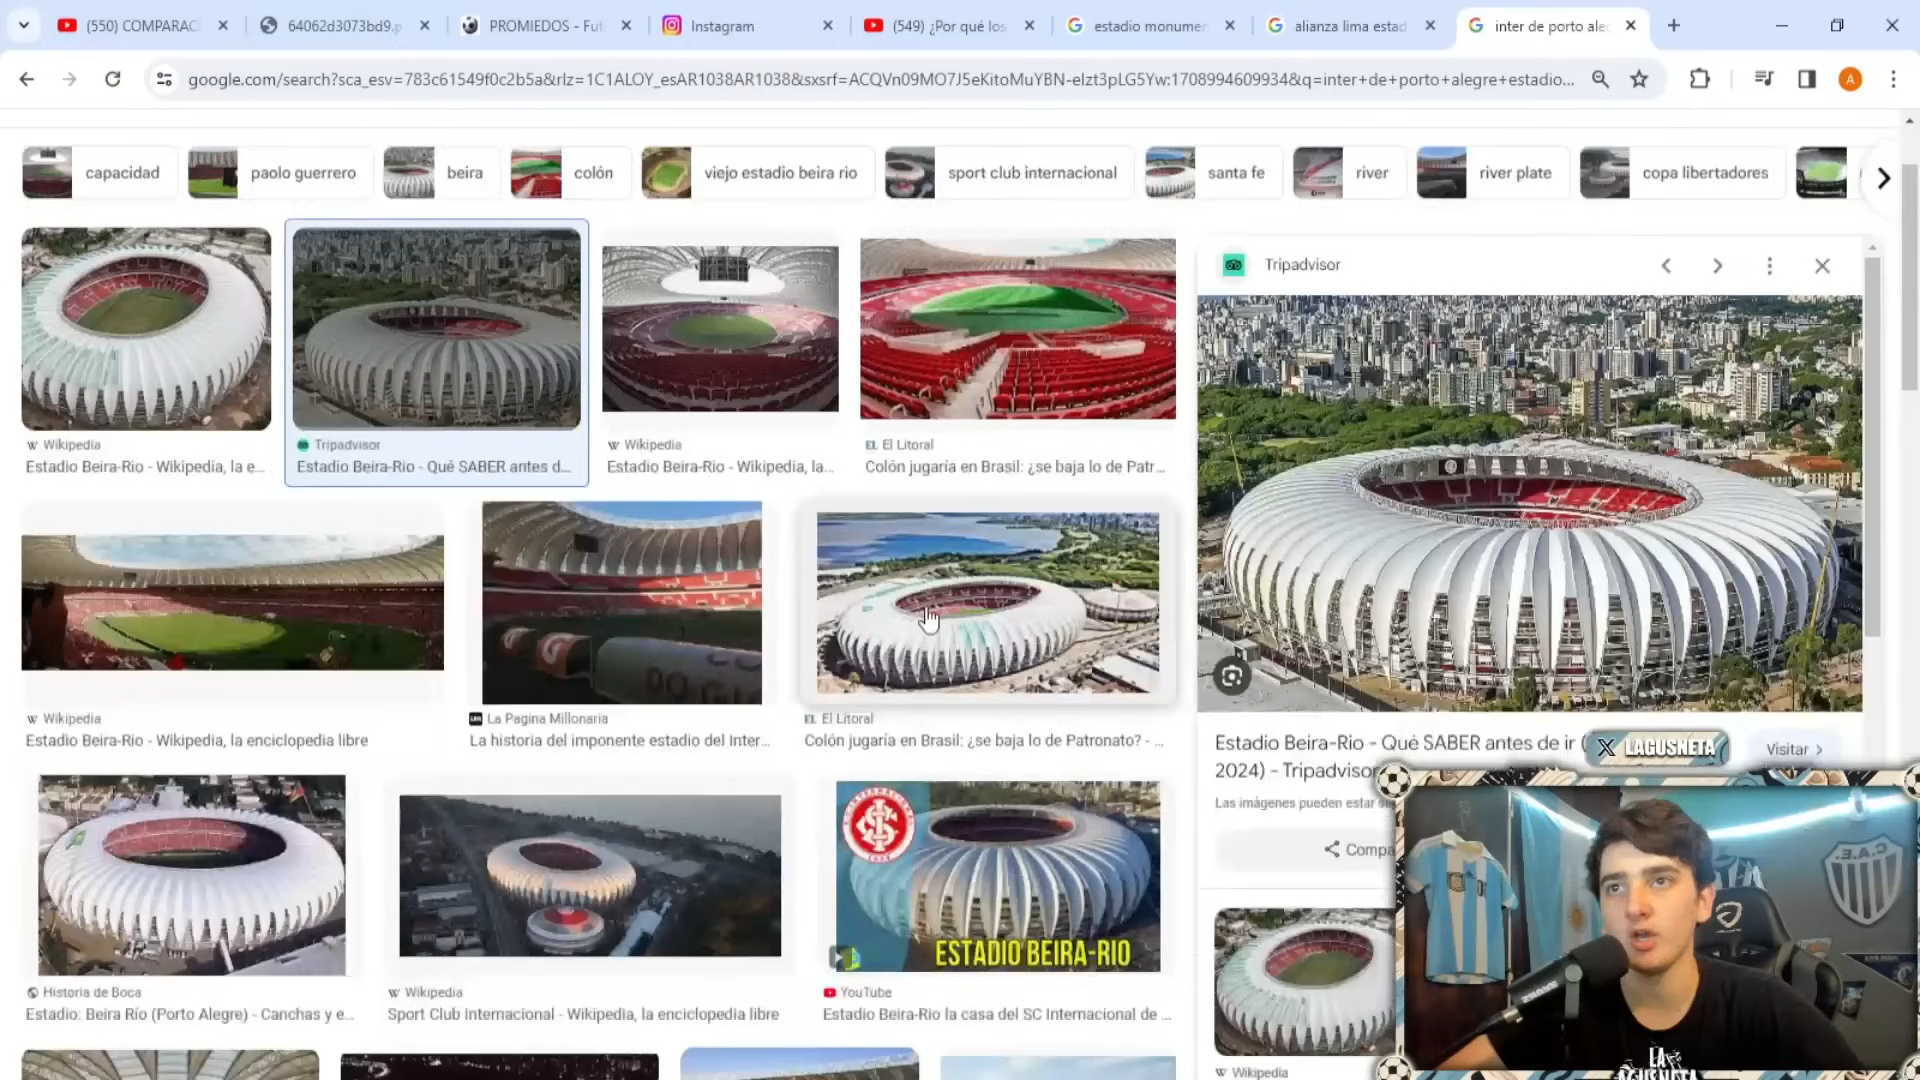 (550) COMPARAC
64062d3073bd9.p
PROMIEDOS - Fut
Instagram
(549) ¿Por qué los
estadio monumen
alianza lima estad
inter de porto ale
google.com/search?sca_esv=783c61549f0c2b5a&rlz=1C1ALOY_esAR1038AR1038&sxsrf=ACQVn09MO7J5eKitoMuYBN-elzt3pLG5Yw:1708994609934&q=inter+de+porto+alegre+estadio...
A
capacidad
paolo guerrero
beira
colón
viejo estadio beira rio
sport club internacional
santa fe
river
river plate
copa libertadores
Tripadvisor
W Wikipedia
Estadio Beira-Rio - Wikipedia, la e...
Tripadvisor
Estadio Beira-Rio - Qué SABER antes d...
W Wikipedia
Estadio Beira-Rio - Wikipedia, la...
EL El Litoral
Colón jugaría en Brasil: ¿se baja lo de Patr...
W Wikipedia
Estadio Beira-Rio - Wikipedia, la enciclopedia libre
La Pagina Millonaria
La historia del imponente estadio del Inter...
EL El Litoral
Colón jugaría en Brasil: ¿se baja lo de Patronato? - ...
Estadio Beira-Rio - Qué SABER antes de ir (
2024) - Tripadvisor
Visitar
X LAGUSNETA
Las imágenes pueden estar
Compa
ESTADIO BEIRA-RIO
Historia de Boca
Estadio: Beira Río (Porto Alegre) - Canchas y e...
W Wikipedia
Sport Club Internacional - Wikipedia, la enciclopedia libre
YouTube
Estadio Beira-Rio la casa del SC Internacional de ...
W Wikipedia
C.A.E.
LA
AGUSNETA